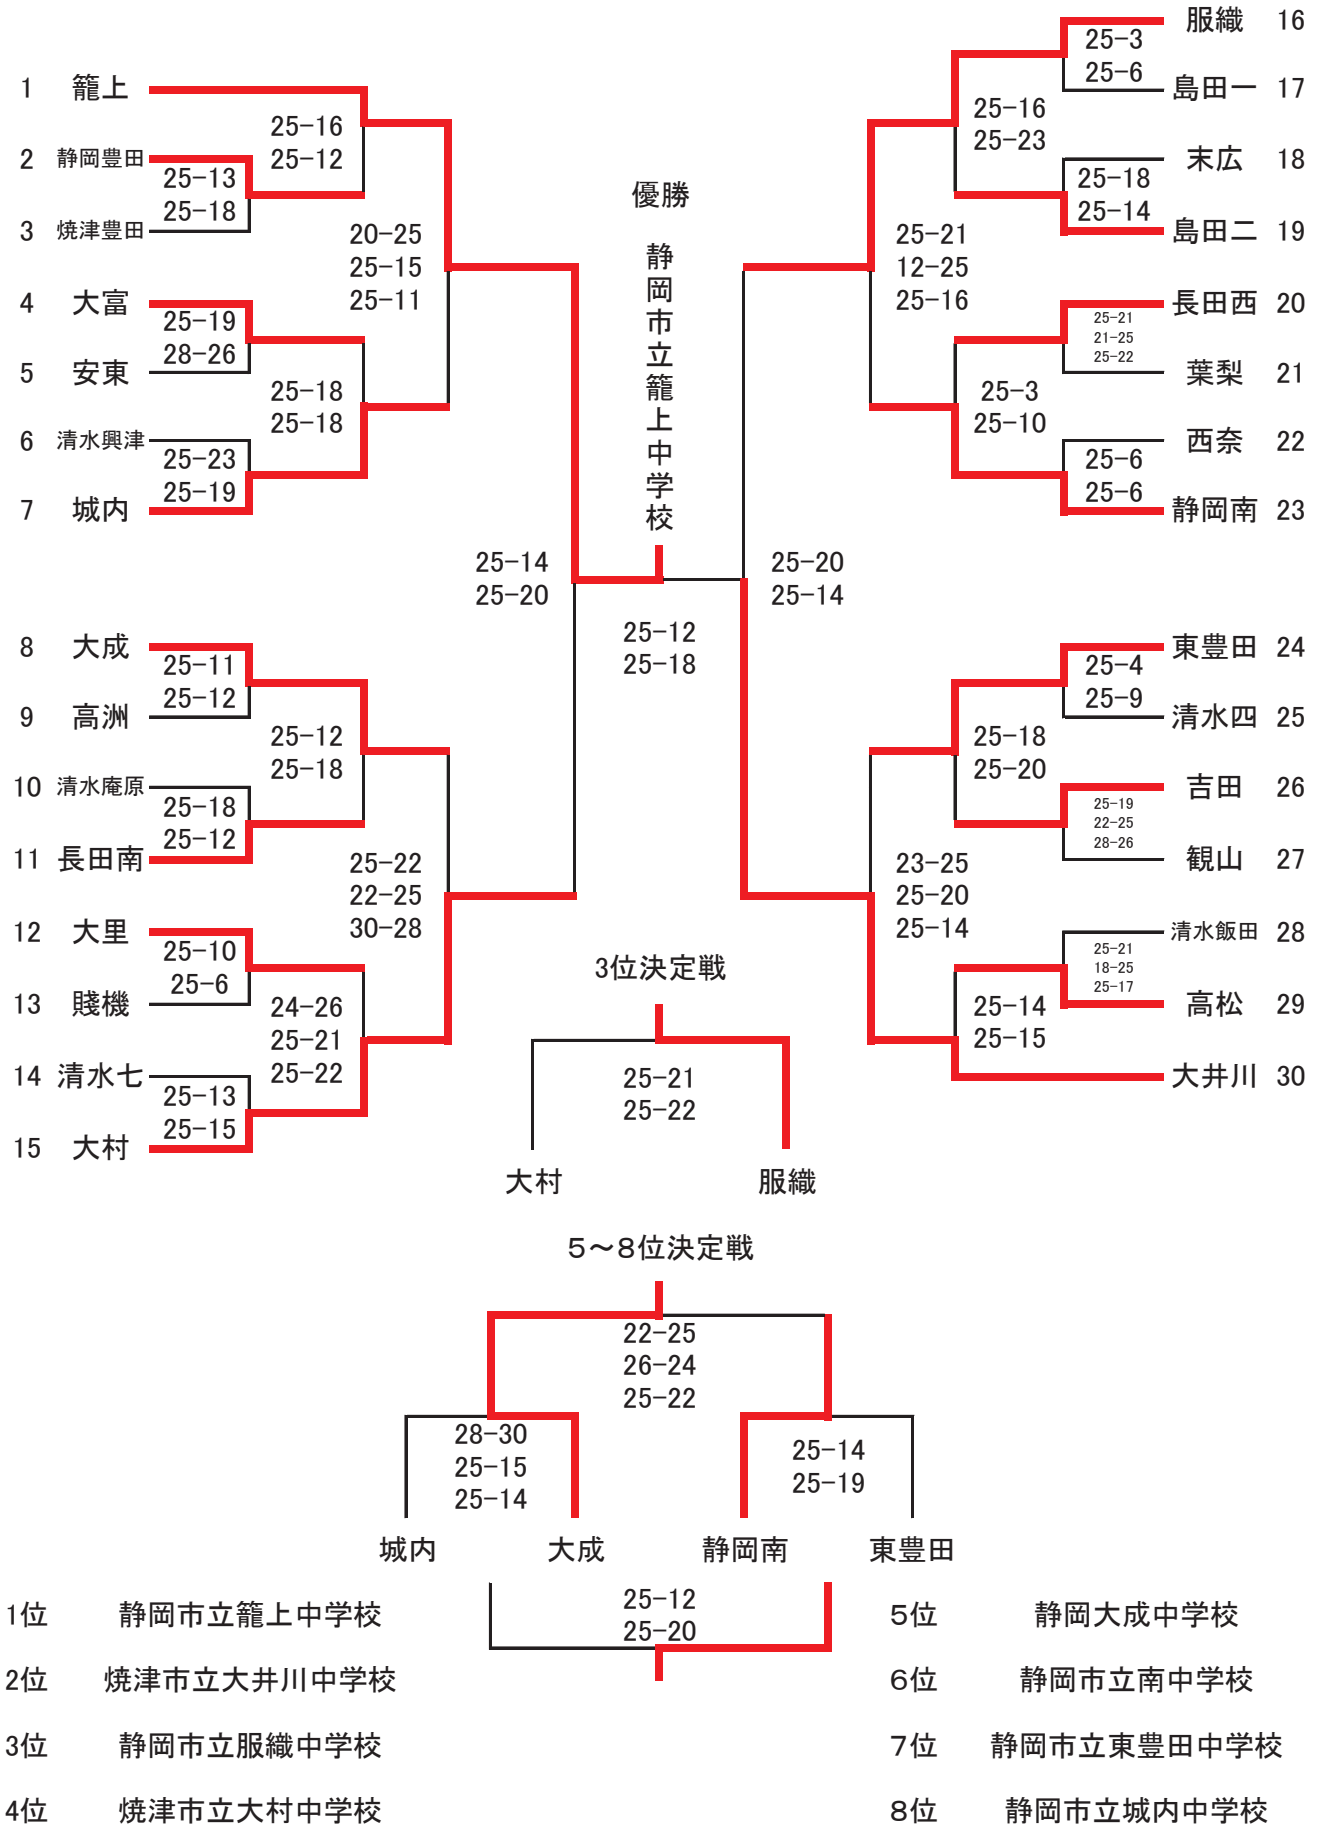 1 籠上
25-16
25-12
2 静岡豊田
25-13
25-18
3 焼津豊田
20-25
25-15
25-11
4 大富
25-19
28-26
5 安東
25-18
25-18
6 清水興津
25-23
25-19
7 城内
25-14
25-20
8 大成
25-11
25-12
9 高洲
25-12
25-18
10 清水庵原
25-18
25-12
11 長田南
25-22
22-25
30-28
12 大里
25-10
25-6
13 賤機
24-26
25-21
25-22
14 清水七
25-13
25-15
15 大村
優勝
静岡市立籠上中学校
25-12
25-18
服織 16
25-3
25-6
島田一 17
25-16
25-23
末広 18
25-18
25-14
島田二 19
25-21
12-25
25-16
長田西 20
25-21
21-25
25-22
葉梨 21
25-3
25-10
西奈 22
25-6
25-6
静岡南 23
25-20
25-14
東豊田 24
25-4
25-9
清水四 25
25-18
25-20
吉田 26
25-19
22-25
28-26
観山 27
23-25
25-20
25-14
清水飯田 28
25-21
18-25
25-17
高松 29
25-14
25-15
大井川 30
3位決定戦
25-21
25-22
大村 服織
5～8位決定戦
22-25
26-24
25-22
28-30
25-15
25-14
25-14
25-19
城内 大成 静岡南 東豊田
25-12
25-20
1位 静岡市立籠上中学校
2位 焼津市立大井川中学校
3位 静岡市立服織中学校
4位 焼津市立大村中学校
5位 静岡大成中学校
6位 静岡市立南中学校
7位 静岡市立東豊田中学校
8位 静岡市立城内中学校